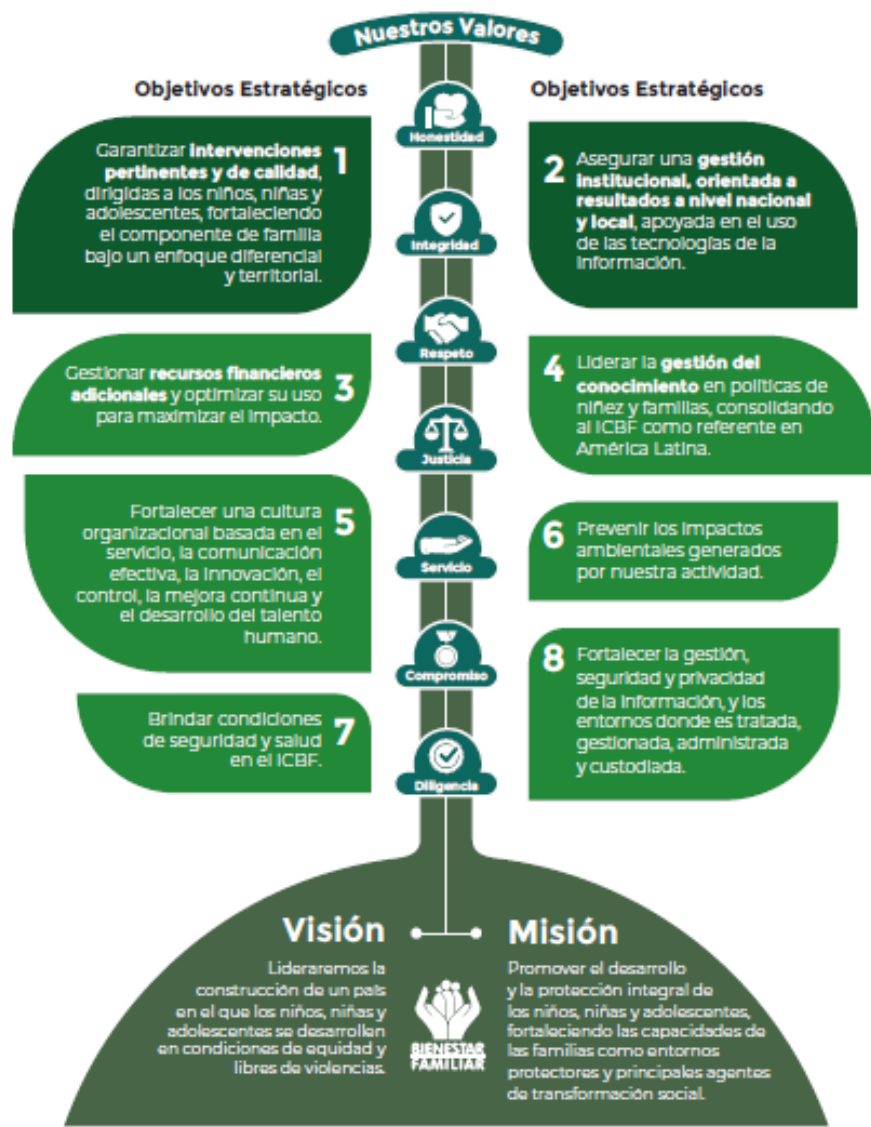 Nuestros Valores
Objetivos Estratégicos
Objetivos Estratégicos
Honestidad
1
Garantizar intervenciones
pertinentes y de calidad,
dirigidas a los niños, niñas y
adolescentes, fortaleciendo
el componente de familia
bajo un enfoque diferencial
y territorial.
2
Asegurar una gestión
institucional, orientada a
resultados a nivel nacional
y local, apoyada en el uso
de las tecnologías de la
información.
Integridad
Respeto
3
Gestionar recursos financieros
adicionales y optimizar su uso
para maximizar el impacto.
4
Liderar la gestión del
conocimiento en políticas de
niñez y familias, consolidando
al ICBF como referente en
América Latina.
Justicia
5
Fortalecer una cultura
organizacional basada en el
servicio, la comunicación
efectiva, la innovación, el
control, la mejora continua y
el desarrollo del talento
humano.
6
Prevenir los impactos
ambientales generados
por nuestra actividad.
Servicio
Compromiso
7
Brindar condiciones
de seguridad y salud
en el ICBF.
8
Fortalecer la gestión,
seguridad y privacidad
de la información, y los
entornos donde es tratada,
gestionada, administrada
y custodiada.
Diligencia
Visión
Lideraremos la
construcción de un país
en el que los niños, niñas y
adolescentes se desarrollen
en condiciones de equidad y
libres de violencias.
BIENESTAR
FAMILIAR
Misión
Promover el desarrollo
y la protección integral de
los niños, niñas y adolescentes,
fortaleciendo las capacidades de
las familias como entornos
protectores y principales agentes
de transformación social.